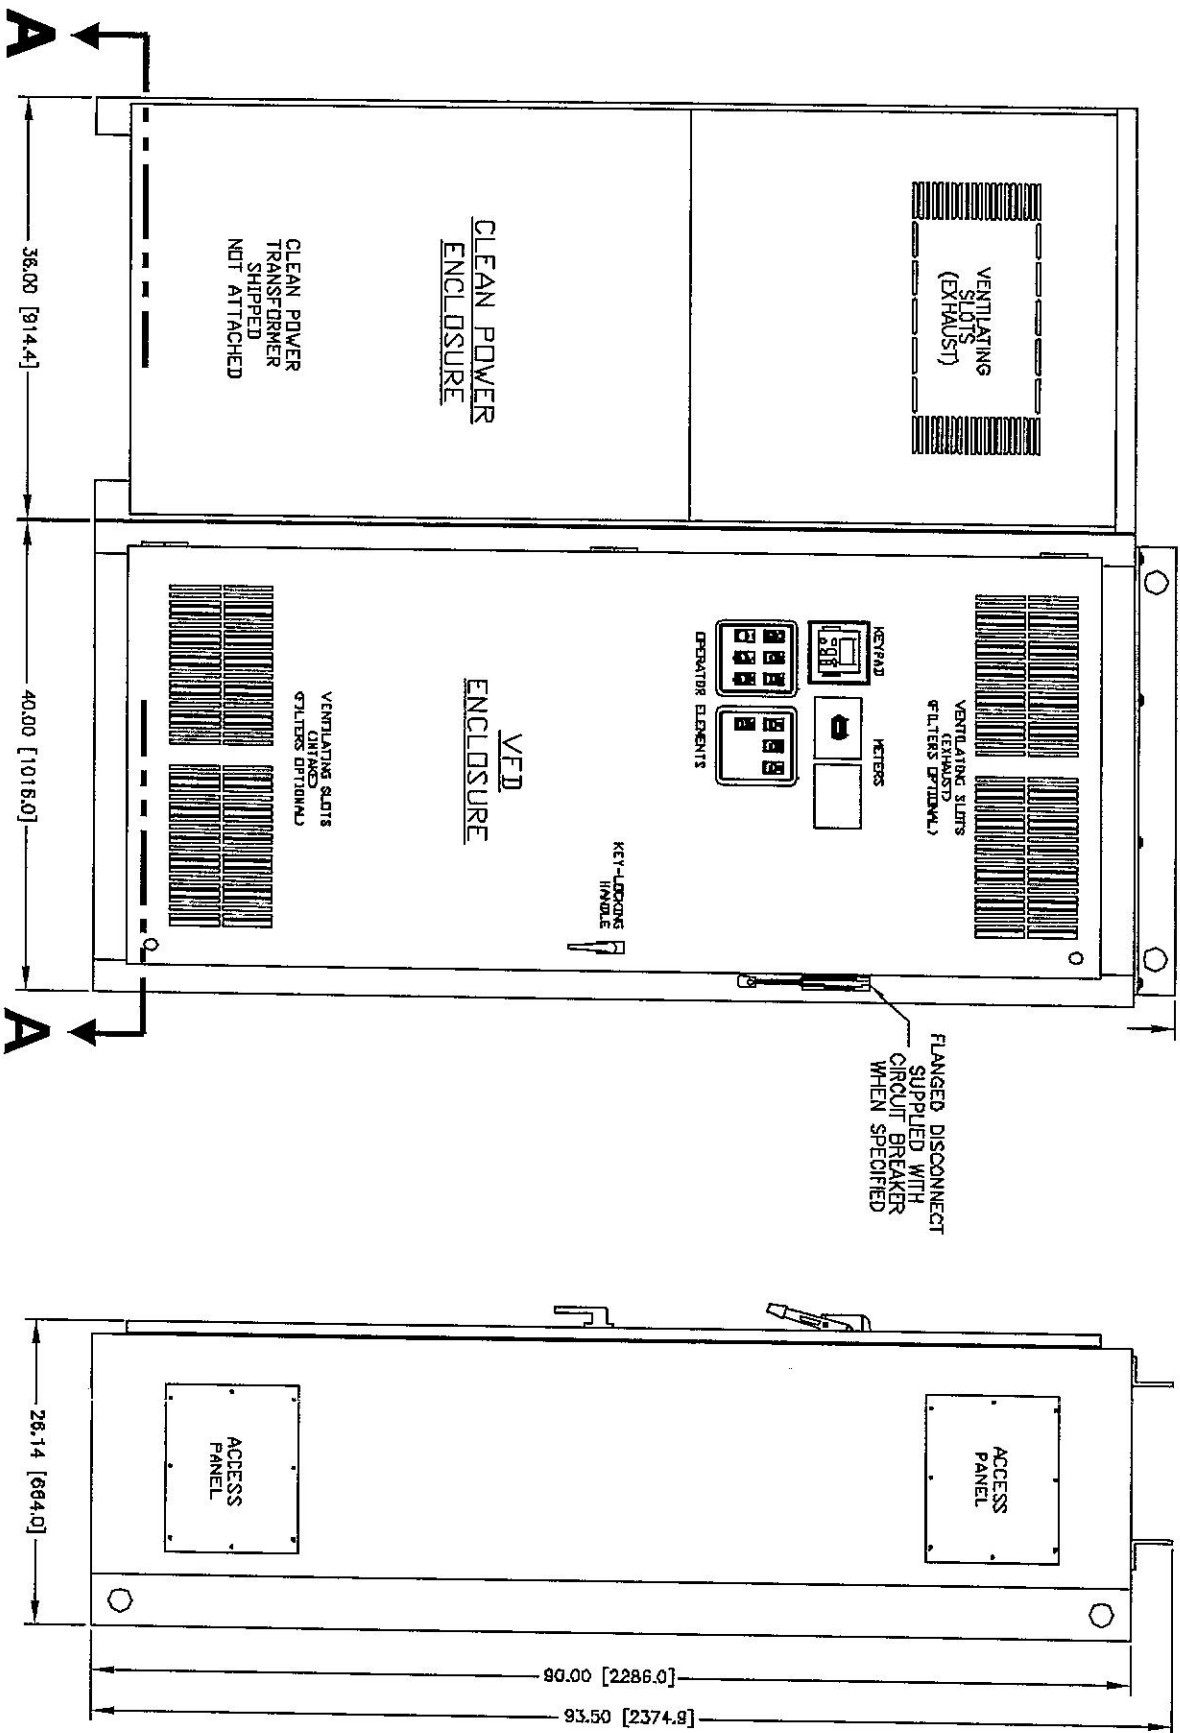 FLANGED DISCONNECT
SUPPLIED WITH
CIRCUIT BREAKER
WHEN SPECIFIED
VENTILATING
SLOTS
(EXHAUST)
VENTILATING SLOTS
(EXHAUST)
(FILTERS OPTIONAL)
KEYPAD
METERS
OPERATOR ELEMENTS
KEY-LOCKING
HANDLE
CLEAN POWER
ENCLOSURE
VFD
ENCLOSURE
CLEAN POWER
TRANSFORMER
SHIPPED
NOT ATTACHED
VENTILATING SLOTS
(INTAKE)
(FILTERS OPTIONAL)
A
A
36.00 [914.4]
40.00 [1016.0]
ACCESS
PANEL
ACCESS
PANEL
26.14 [664.0]
90.00 [2286.0]
93.50 [2374.9]